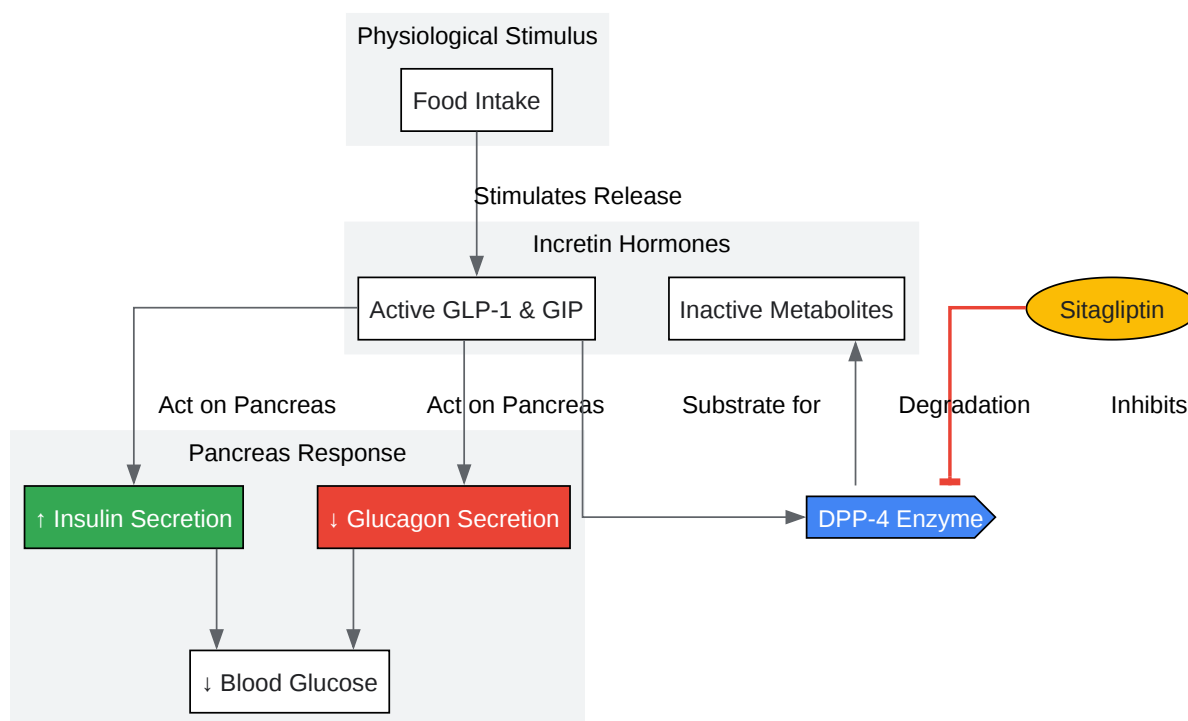 Physiological Stimulus
Food Intake
Stimulates Release
Incretin Hormones
Active GLP-1 & GIP
Inactive Metabolites
Sitagliptin
Act on Pancreas
Act on Pancreas
Substrate for
Degradation
Inhibits
Pancreas Response
↑ Insulin Secretion
↓ Glucagon Secretion
DPP-4 Enzyme
↓ Blood Glucose